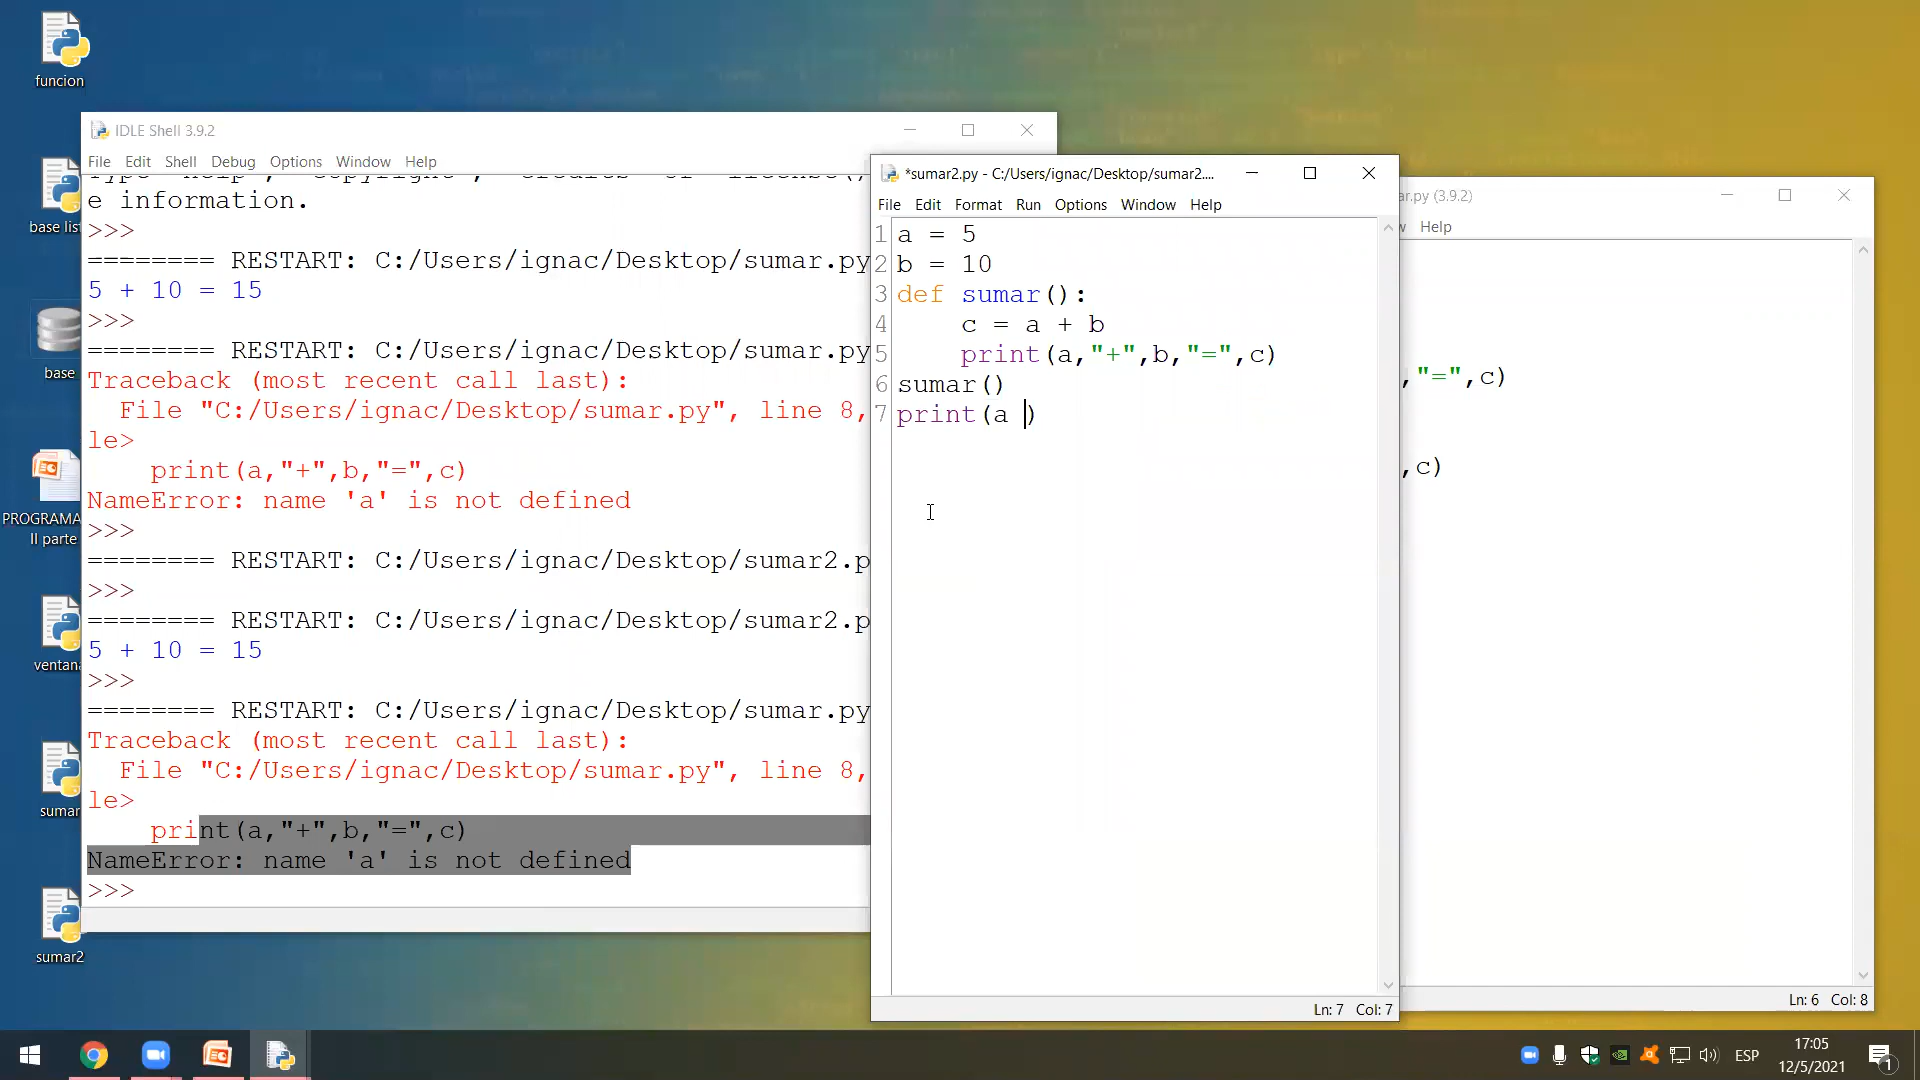 funcion
base lis
base
PROGRAMA
II parte
ventana
sumar
sumar2
IDLE Shell 3.9.2
File Edit Shell Debug Options Window Help
e information.
>>>
======== RESTART: C:/Users/ignac/Desktop/sumar.py
5 + 10 = 15
>>>
======== RESTART: C:/Users/ignac/Desktop/sumar.py
Traceback (most recent call last):
File "C:/Users/ignac/Desktop/sumar.py", line 8,
le>
print(a,"+",b,"=",c)
NameError: name 'a' is not defined
>>>
======== RESTART: C:/Users/ignac/Desktop/sumar2.p
>>>
======== RESTART: C:/Users/ignac/Desktop/sumar2.p
5 + 10 = 15
>>>
======== RESTART: C:/Users/ignac/Desktop/sumar.py
Traceback (most recent call last):
File "C:/Users/ignac/Desktop/sumar.py", line 8,
le>
print(a,"+",b,"=",c)
NameError: name 'a' is not defined
>>>
*sumar2.py - C:/Users/ignac/Desktop/sumar2....
File Edit Format Run Options Window Help
1 a = 5
2 b = 10
3 def sumar():
4 c = a + b
5 print(a,"+",b,"=",c)
6 sumar()
7 print(a )
Ln: 7 Col: 7
ar.py (3.9.2)
w Help
,"=",c)
,c)
Ln: 6 Col: 8
ESP
17:05
12/5/2021
1